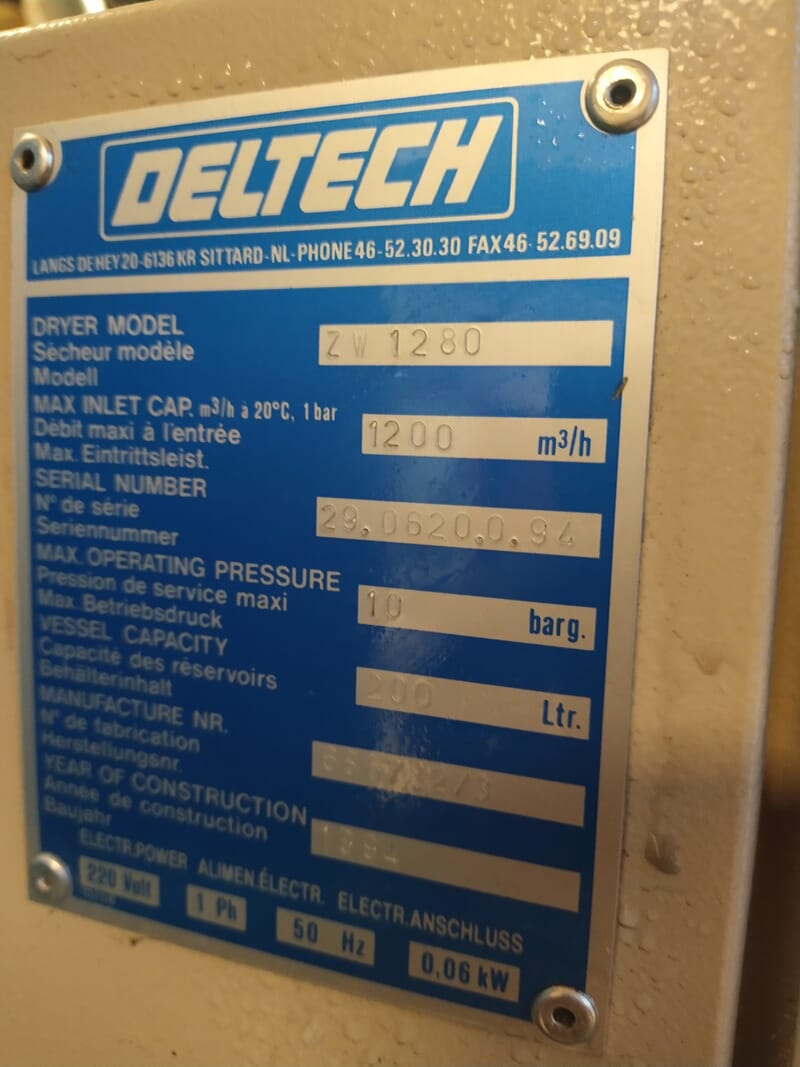 DELTECH
LANGS DE HEY 20-6136 KR SITTARD-NL-PHONE 46-52.30.30 FAX 46-52.69.09
DRYER MODEL
Sécheur modèle ZW 1280
Modell
MAX INLET CAP. m³/h à 20°C, 1 bar
Débit maxi à l'entrée 1200 m³/h
Max. Eintrittsleist.
SERIAL NUMBER
N° de série 29.0620.0.94
Seriennummer
MAX. OPERATING PRESSURE
Pression de service maxi 10 barg.
Max. Betriebsdruck
VESSEL CAPACITY
Capacité des réservoirs 200 Ltr.
Behälterinhalt
MANUFACTURE NR.
N° de fabrication
Herstellungsnr.
YEAR OF CONSTRUCTION
Année de construction 1994
Baujahr
ELECTR.POWER ALIMEN.ÉLECTR. ELECTR.ANSCHLUSS
220 Volt 1 Ph 50 Hz 0,06 kW